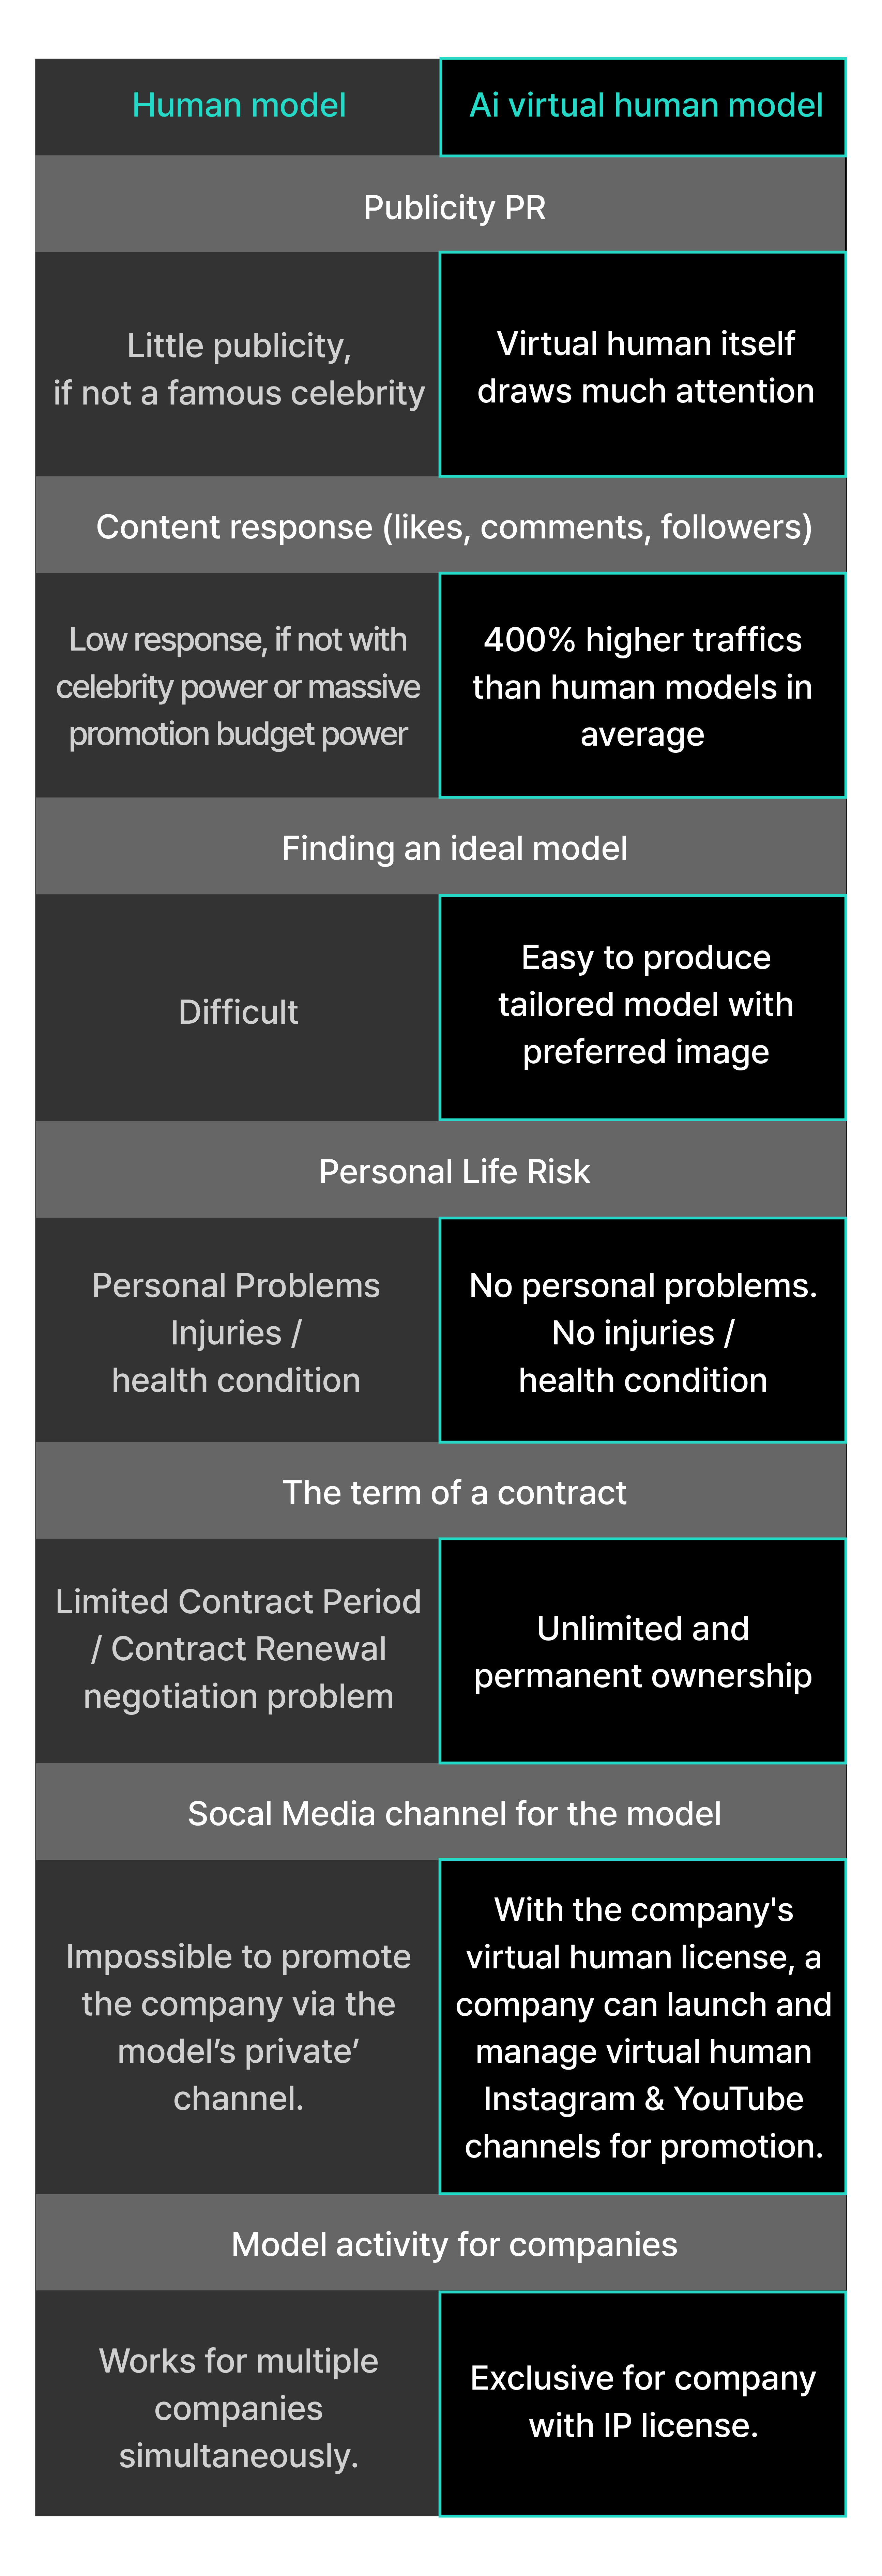 Human model
Ai virtual human model
Publicity PR
Little publicity,
if not a famous celebrity
Virtual human itself
draws much attention
Content response (likes, comments, followers)
Low response, if not with
celebrity power or massive
promotion budget power
400% higher traffics
than human models in
average
Finding an ideal model
Difficult
Easy to produce
tailored model with
preferred image
Personal Life Risk
Personal Problems
Injuries /
health condition
No personal problems.
No injuries /
health condition
The term of a contract
Limited Contract Period
/ Contract Renewal
negotiation problem
Unlimited and
permanent ownership
Socal Media channel for the model
Impossible to promote
the company via the
model’s private’
channel.
With the company's
virtual human license, a
company can launch and
manage virtual human
Instagram & YouTube
channels for promotion.
Model activity for companies
Works for multiple
companies
simultaneously.
Exclusive for company
with IP license.